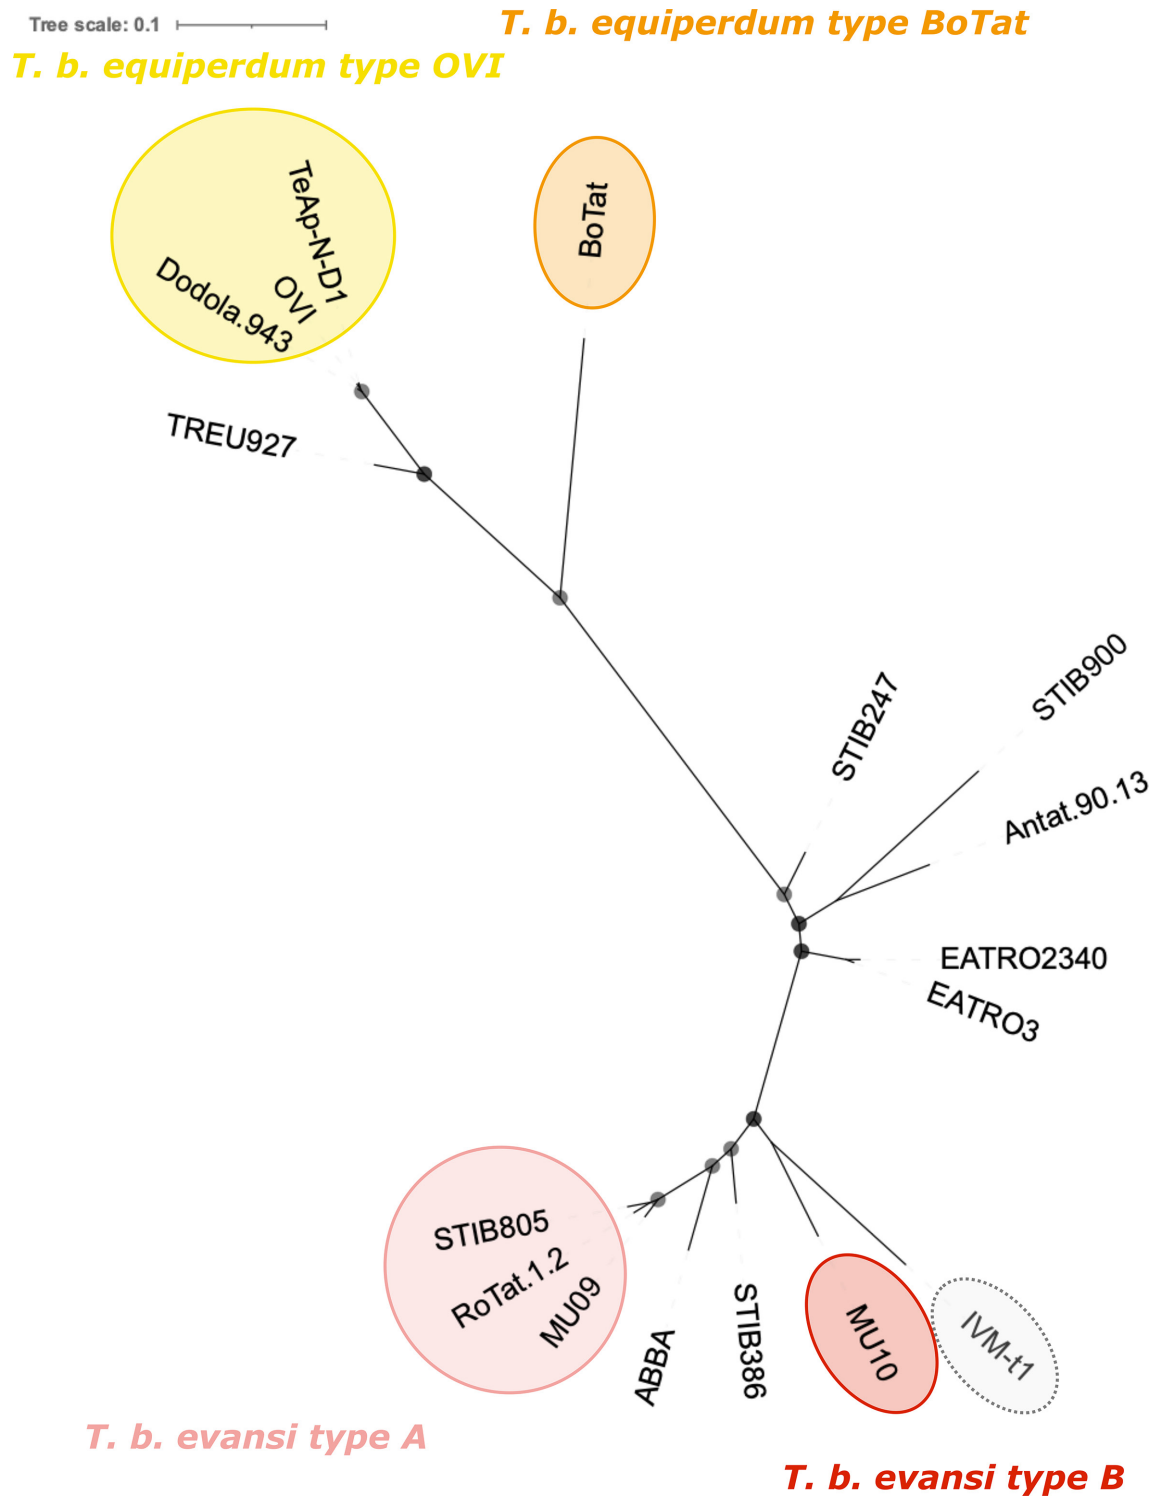 Tree scale: 0.1
T. b. equiperdum type BoTat
T. b. equiperdum type OVI
TeAp-N-D1
OVI
Dodola.943
BoTat
TREU927
STIB247
STIB900
Antat.90.13
EATRO2340
EATRO3
STIB805
RoTat.1.2
MU09
ABBA
STIB386
MU10
IVM-t1
T. b. evansi type A
T. b. evansi type B